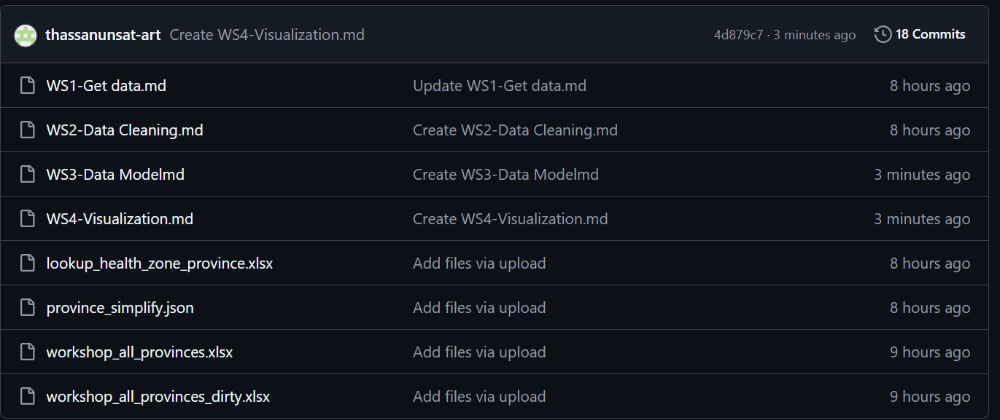 thassanunsat-art Create WS4-Visualization.md 4d879c7 · 3 minutes ago 18 Commits
WS1-Get data.md Update WS1-Get data.md 8 hours ago
WS2-Data Cleaning.md Create WS2-Data Cleaning.md 8 hours ago
WS3-Data Modelmd Create WS3-Data Modelmd 3 minutes ago
WS4-Visualization.md Create WS4-Visualization.md 3 minutes ago
lookup_health_zone_province.xlsx Add files via upload 8 hours ago
province_simplify.json Add files via upload 8 hours ago
workshop_all_provinces.xlsx Add files via upload 9 hours ago
workshop_all_provinces_dirty.xlsx Add files via upload 9 hours ago